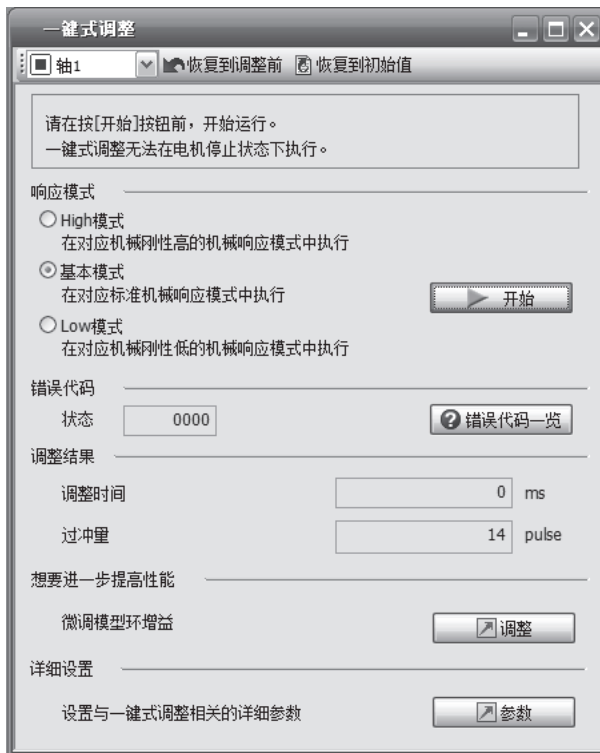 一键式调整
轴1 恢复到调整前 恢复到初始值
请在按[开始]按钮前，开始运行。
一键式调整无法在电机停止状态下执行。
响应模式
High模式
在对应机械刚性高的机械响应模式中执行
基本模式
在对应标准机械响应模式中执行
开始
Low模式
在对应机械刚性低的机械响应模式中执行
错误代码
状态 0000 错误代码一览
调整结果
调整时间 0 ms
过冲量 14 pulse
想要进一步提高性能
微调模型环增益 调整
详细设置
设置与一键式调整相关的详细参数 参数